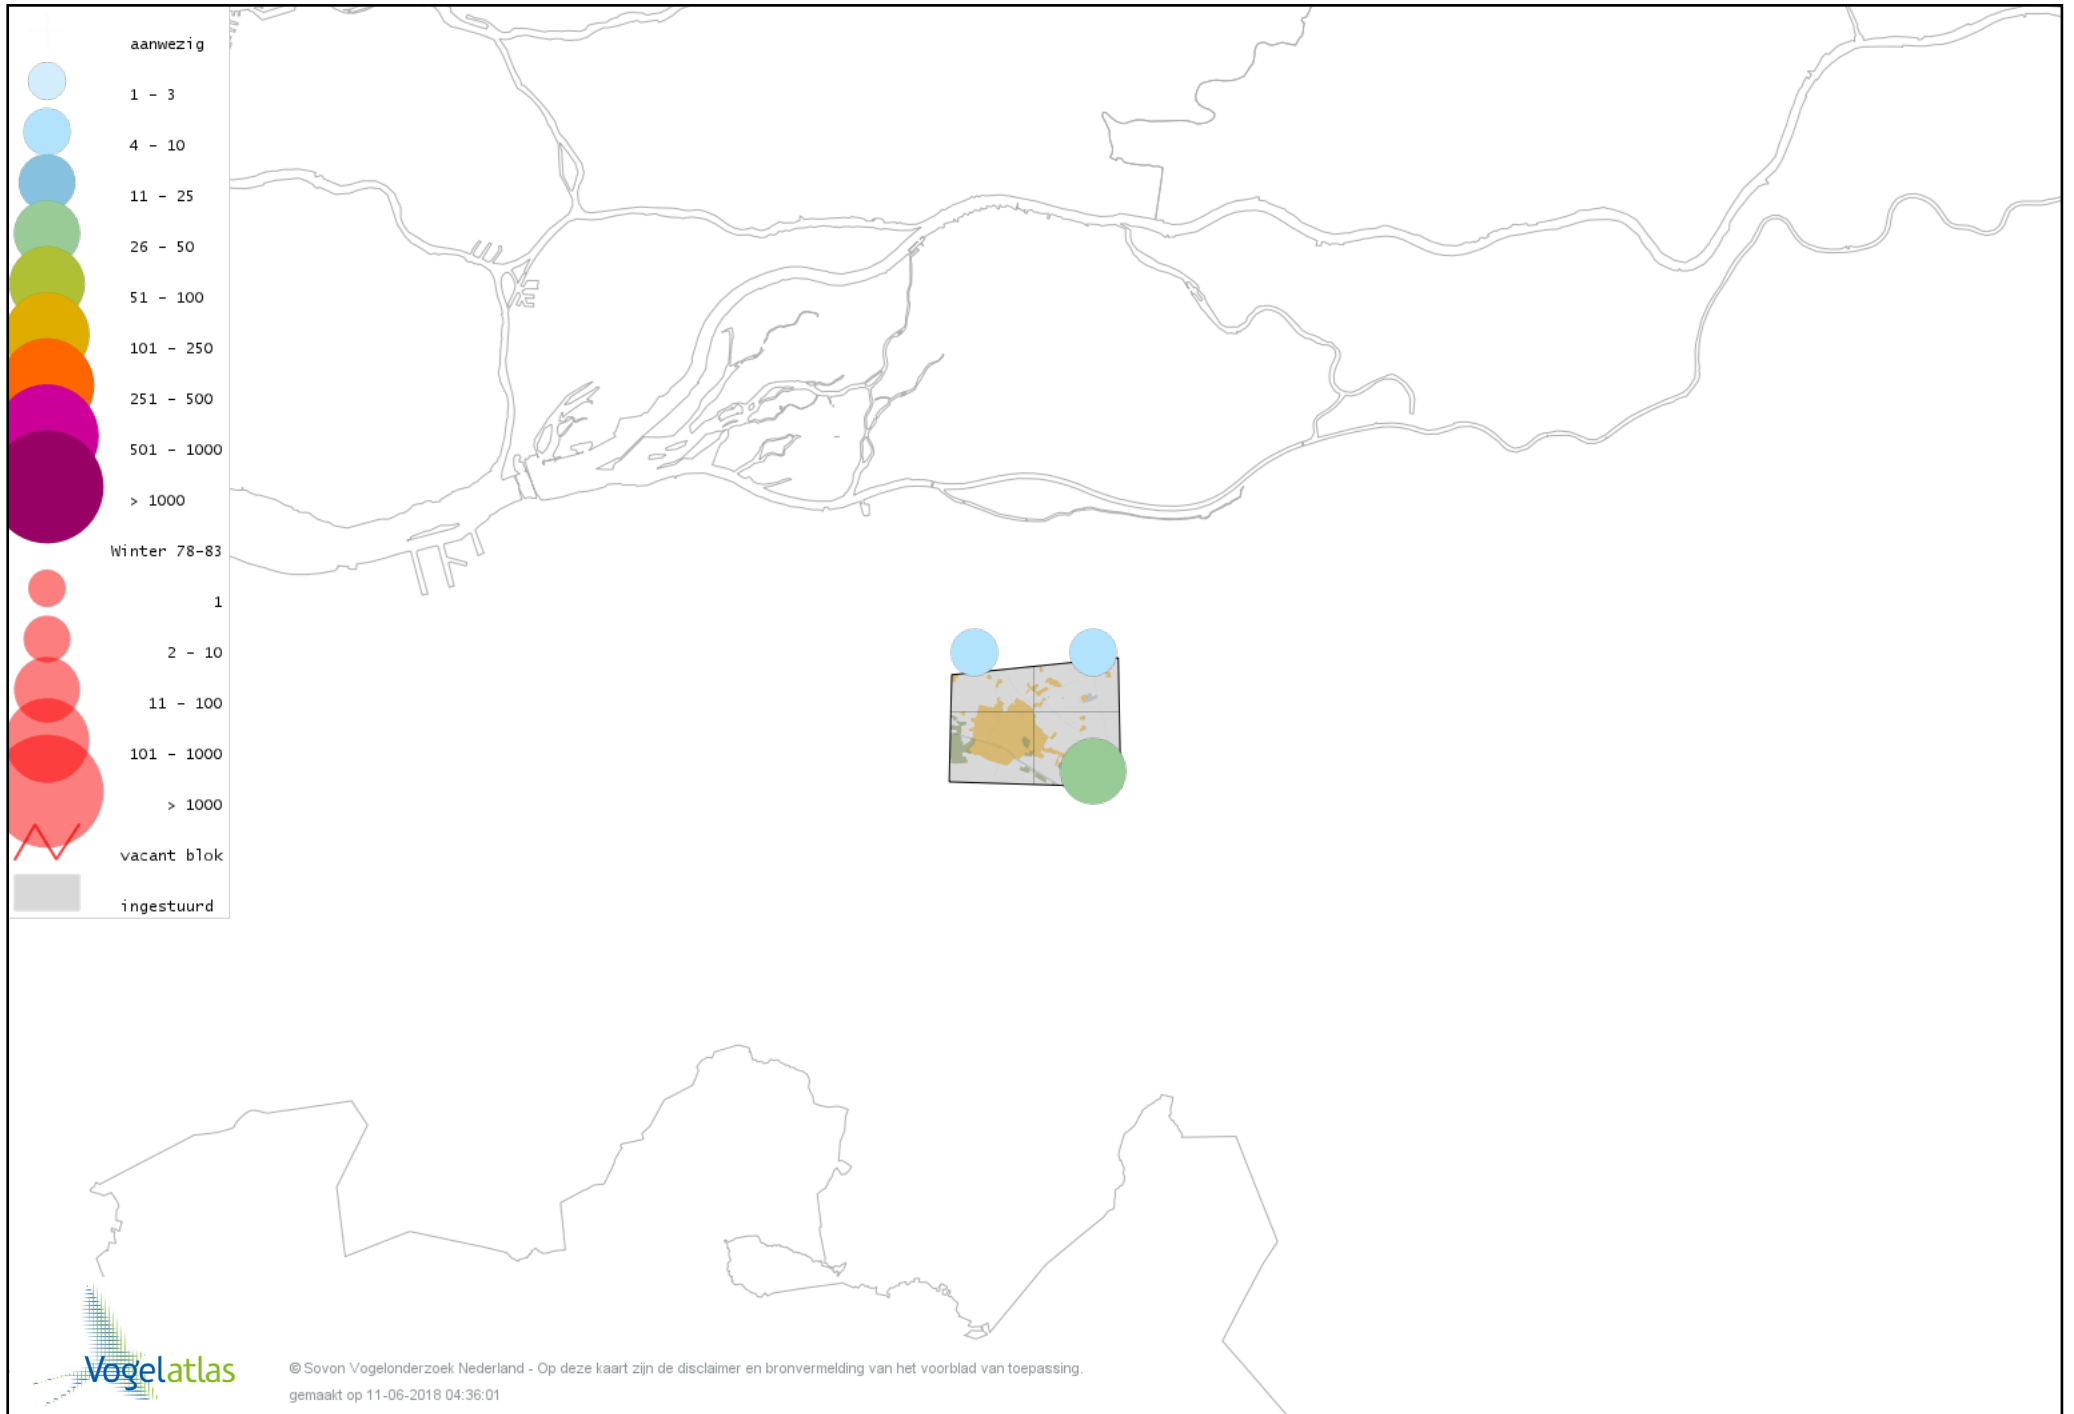 aanwezig
1 - 3
4 - 10
11 - 25
26 - 50
51 - 100
101 - 250
251 - 500
501 - 1000
> 1000
Winter 78-83
1
2 - 10
11 - 100
101 - 1000
> 1000
vacant blok
ingestuurd
Vogelatlas
© Sovon Vogelonderzoek Nederland - Op deze kaart zijn de disclaimer en bronvermelding van het voorblad van toepassing.
gemaakt op 11-06-2018 04:36:01